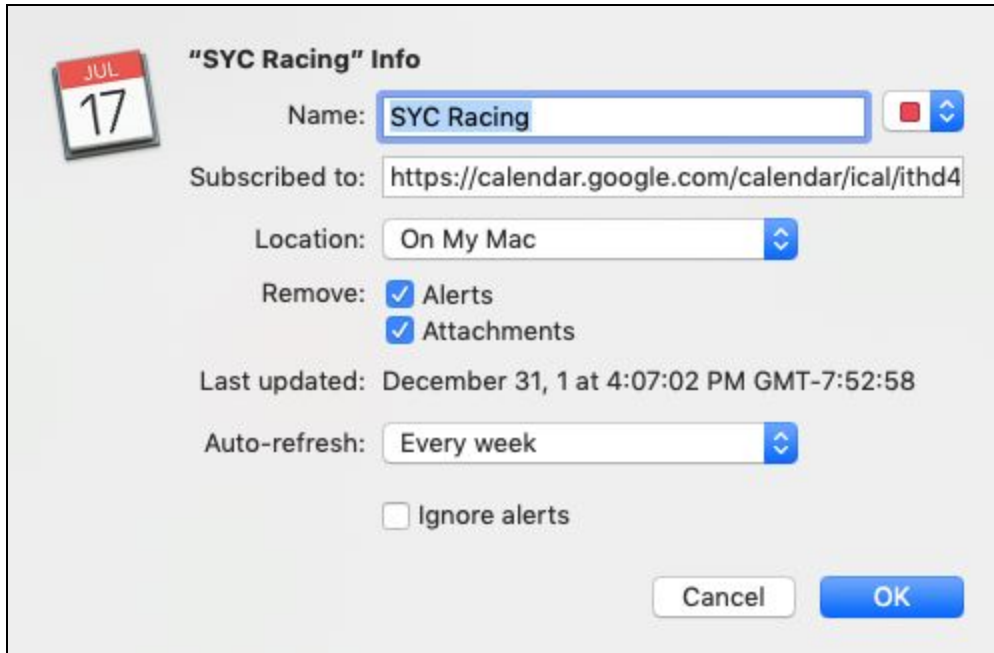 JUL
17
“SYC Racing” Info
Name: SYC Racing
Subscribed to: https://calendar.google.com/calendar/ical/ithd4
Location: On My Mac
Remove: Alerts
Attachments
Last updated: December 31, 1 at 4:07:02 PM GMT-7:52:58
Auto-refresh: Every week
Ignore alerts
Cancel OK